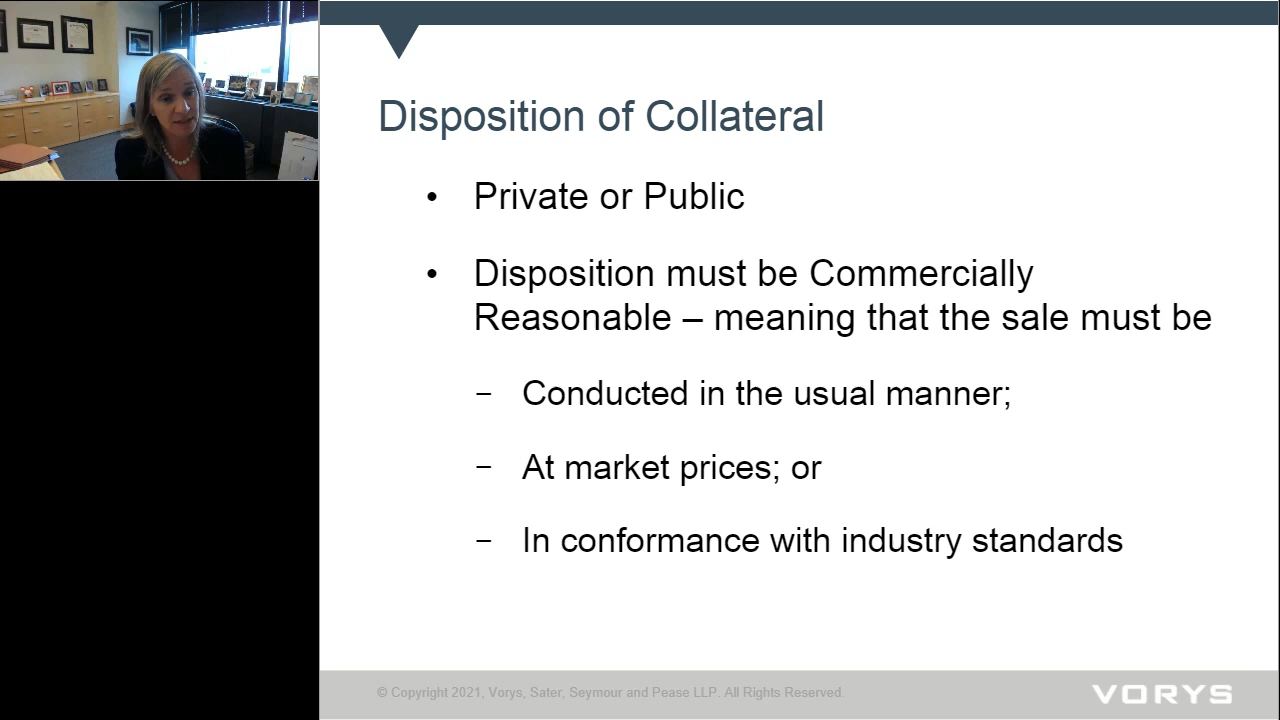 Disposition of Collateral
• Private or Public
• Disposition must be Commercially
Reasonable – meaning that the sale must be
– Conducted in the usual manner;
– At market prices; or
– In conformance with industry standards
© Copyright 2021, Vorys, Sater, Seymour and Pease LLP. All Rights Reserved.
VORYS